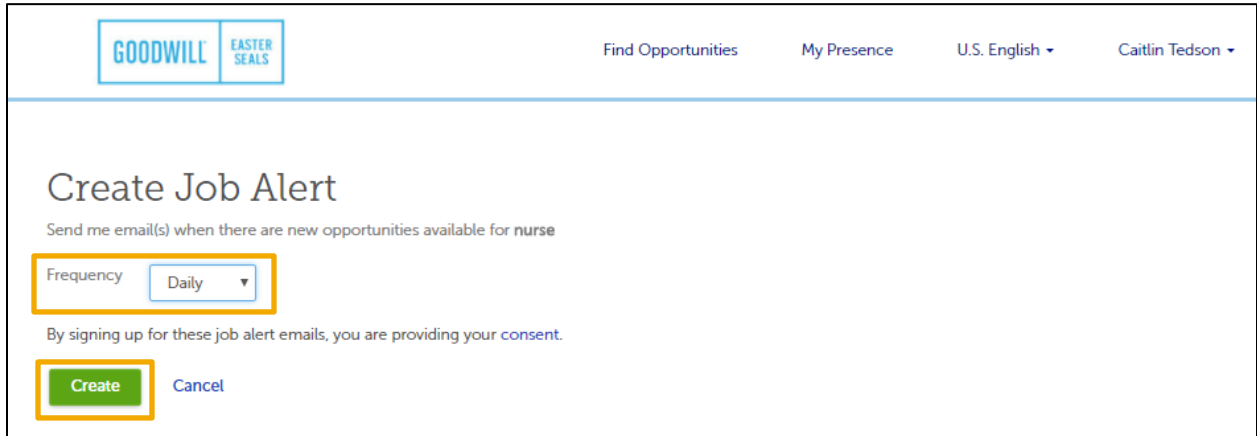 GOODWILL EASTER SEALS
Find Opportunities My Presence U.S. English Caitlin Tedson
Create Job Alert
Send me email(s) when there are new opportunities available for nurse
Frequency Daily
By signing up for these job alert emails, you are providing your consent.
Create Cancel